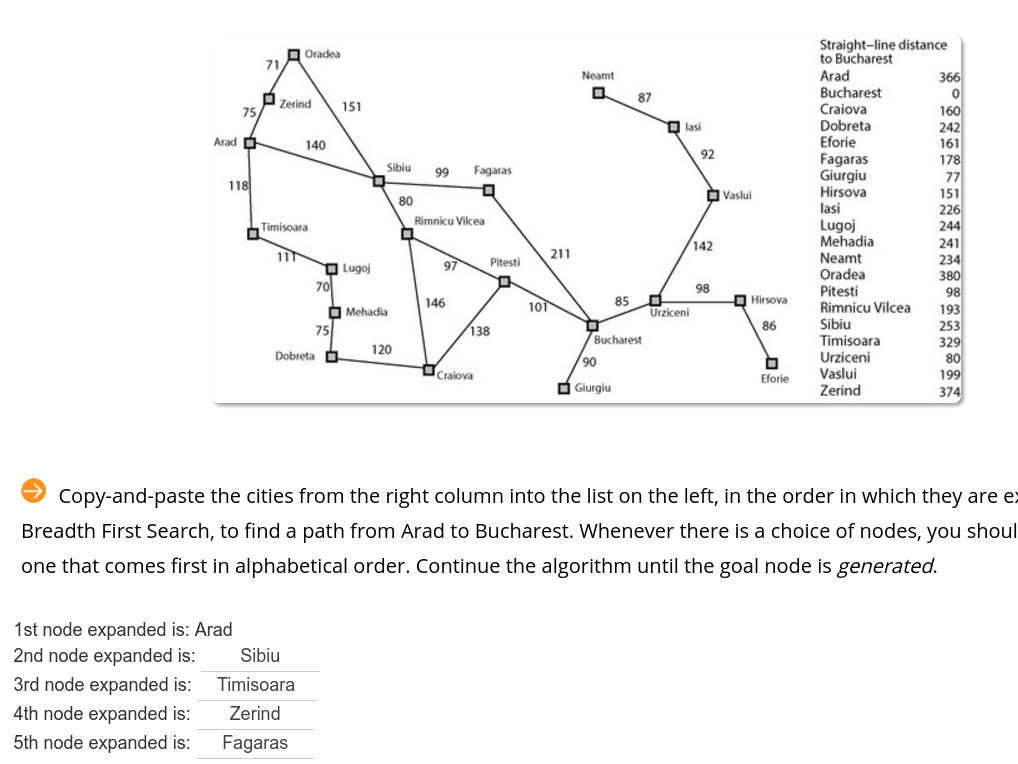 Oradea
71
Neamt
87
Zerind
151
75
Iasi
Arad
140
92
Sibiu
99
Fagaras
118
80
Vaslui
Timisoara
Rimnicu Vilcea
111
Lugoj
97
Pitesti
211
142
70
98
Mehadia
146
101
85
Hirsova
Urziceni
75
138
86
Bucharest
Dobreta
120
90
Craiova
Giurgiu
Eforie
Straight-line distance
to Bucharest
Arad 366
Bucharest 0
Craiova 160
Dobreta 242
Eforie 161
Fagaras 178
Giurgiu 77
Hirsova 151
Iasi 226
Lugoj 244
Mehadia 241
Neamt 234
Oradea 380
Pitesti 98
Rimnicu Vilcea 193
Sibiu 253
Timisoara 329
Urziceni 80
Vaslui 199
Zerind 374
Copy-and-paste the cities from the right column into the list on the left, in the order in which they are
Breadth First Search, to find a path from Arad to Bucharest. Whenever there is a choice of nodes, you
one that comes first in alphabetical order. Continue the algorithm until the goal node is generated.
1st node expanded is: Arad
2nd node expanded is: Sibiu
3rd node expanded is: Timisoara
4th node expanded is: Zerind
5th node expanded is: Fagaras